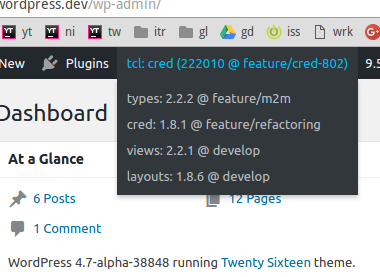 wordpress.dev/wp-admin/
yt ni tw itr gl gd iss wrk
New Plugins tcl: cred (222010 @ feature/cred-802) 9.5
types: 2.2.2 @ feature/m2m
Dashboard
cred: 1.8.1 @ feature/refactoring
views: 2.2.1 @ develop
At a Glance
layouts: 1.8.6 @ develop
6 Posts 12 Pages
1 Comment
WordPress 4.7-alpha-38848 running Twenty Sixteen theme.